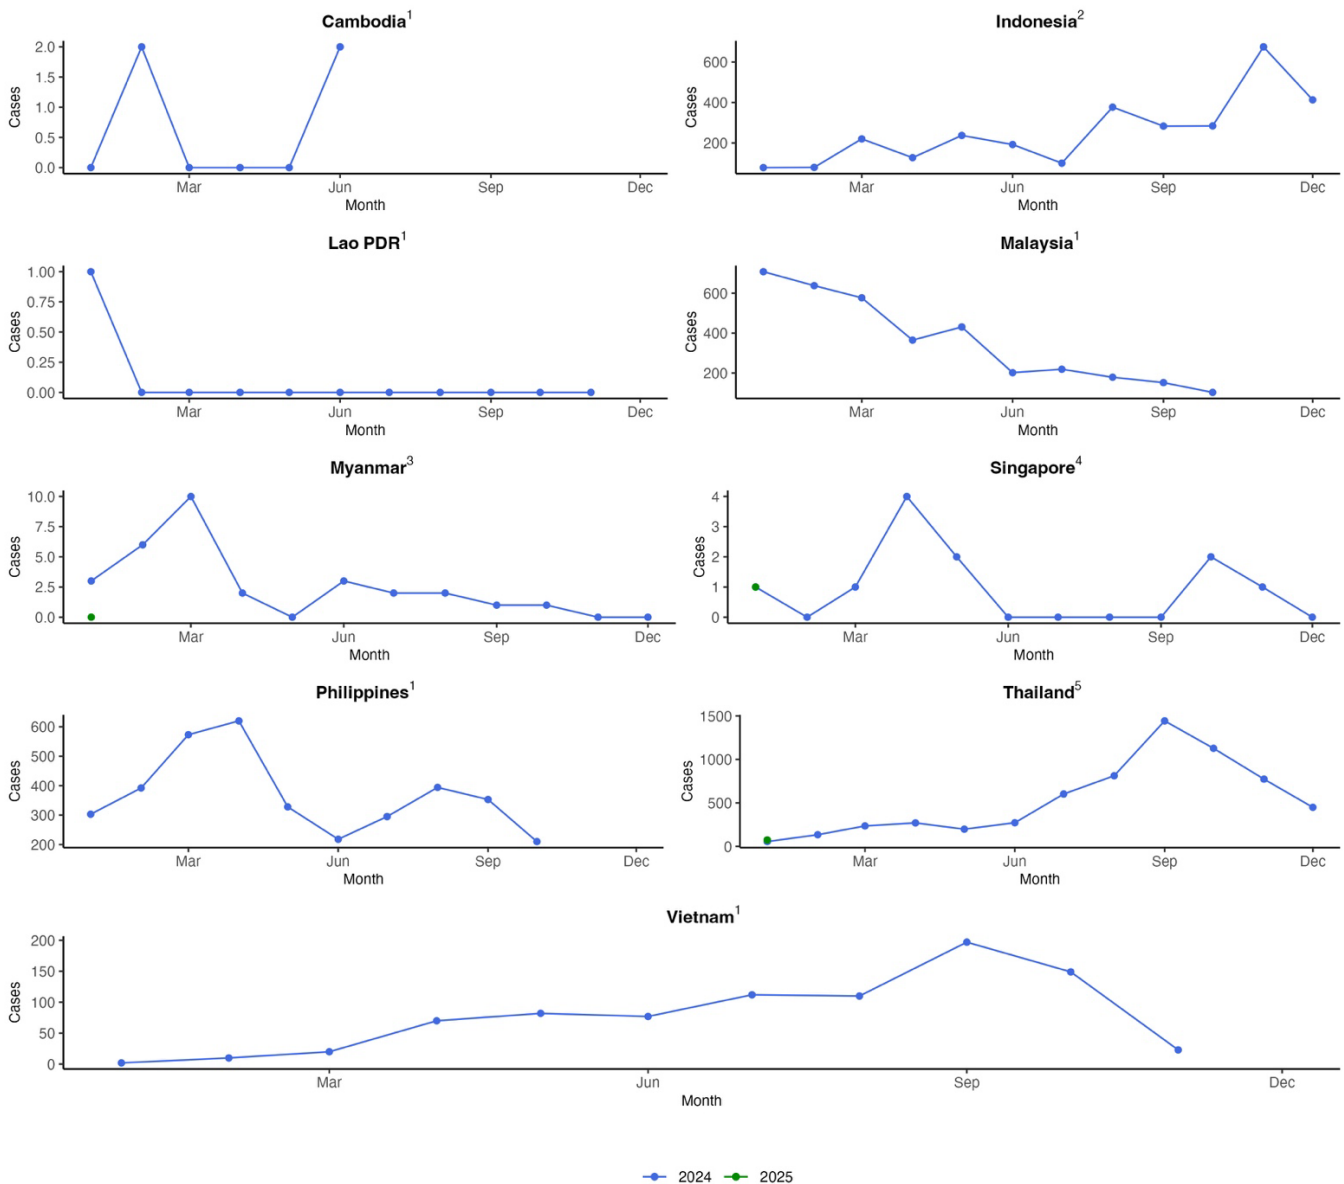 Cambodia¹
Cases
2.0
1.5
1.0
0.5
0.0
Mar Jun Sep Dec
Month
Indonesia²
Cases
600
400
200
Mar Jun Sep Dec
Month
Lao PDR¹
Cases
1.00
0.75
0.50
0.25
0.00
Mar Jun Sep Dec
Month
Malaysia¹
Cases
600
400
200
Mar Jun Sep Dec
Month
Myanmar³
Cases
10.0
7.5
5.0
2.5
0.0
Mar Jun Sep Dec
Month
Singapore⁴
Cases
4
3
2
1
0
Mar Jun Sep Dec
Month
Philippines¹
Cases
600
500
400
300
200
Mar Jun Sep Dec
Month
Thailand⁵
Cases
1500
1000
500
0
Mar Jun Sep Dec
Month
Vietnam¹
Cases
200
150
100
50
0
Mar Jun Sep Dec
Month
2024 2025